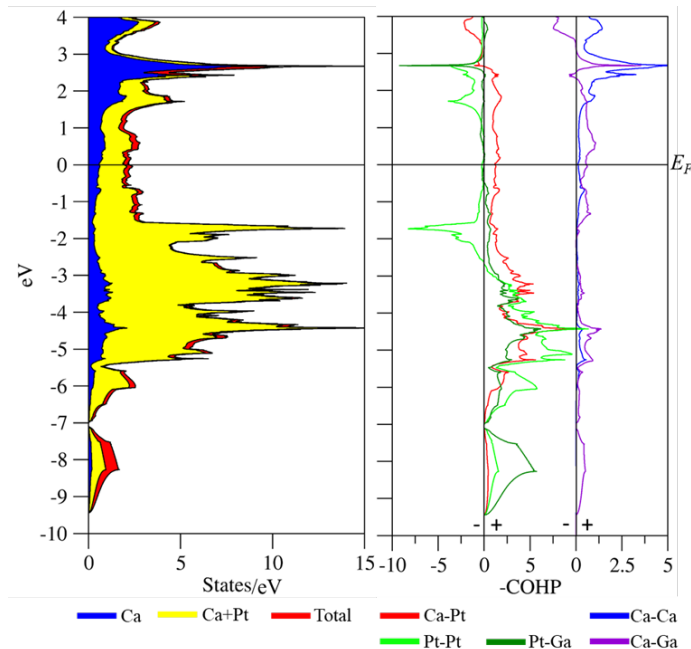 4
3
2
1
0
-1
-2
-3
-4
-5
-6
-7
-8
-9
-10
eV
0 5 10 15
States/eV
E_F
- + - +
-10 -5 0 5 0 2.5 5
-COHP
Ca Ca+Pt Total Ca-Pt Ca-Ca
Pt-Pt Pt-Ga Ca-Ga